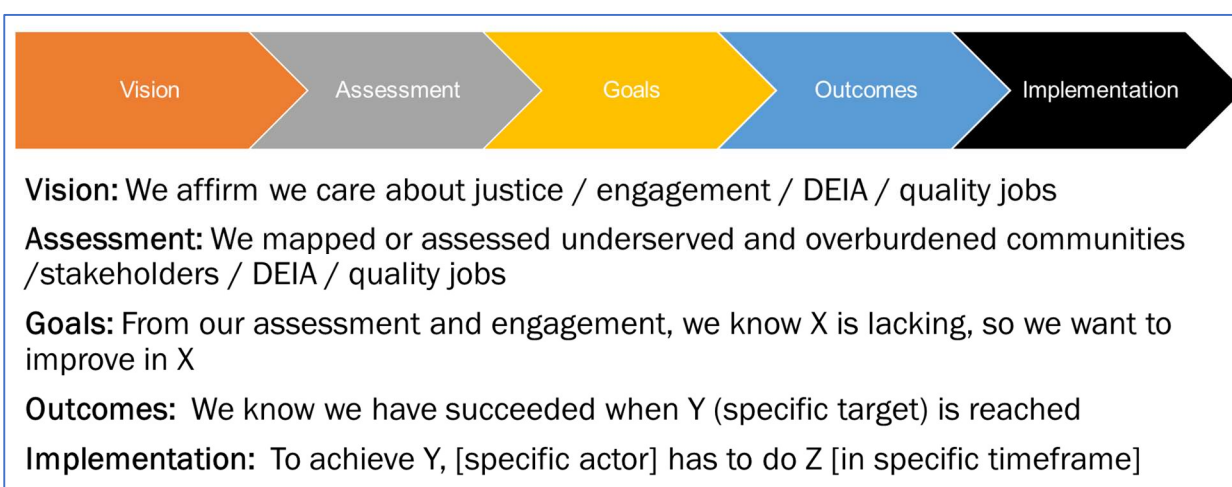 Vision
Assessment
Goals
Outcomes
Implementation
Vision: We affirm we care about justice / engagement / DEIA / quality jobs
Assessment: We mapped or assessed underserved and overburdened communities
/stakeholders / DEIA / quality jobs
Goals: From our assessment and engagement, we know X is lacking, so we want to
improve in X
Outcomes: We know we have succeeded when Y (specific target) is reached
Implementation: To achieve Y, [specific actor] has to do Z [in specific timeframe]